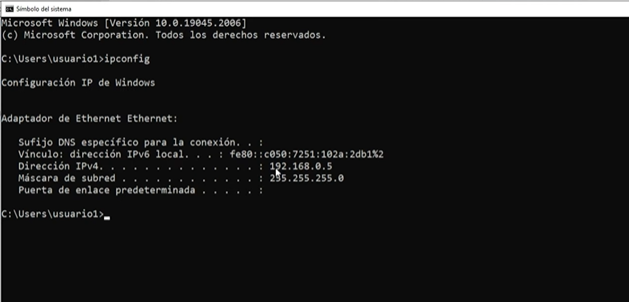 Símbolo del sistema
Microsoft Windows [Versión 10.0.19045.2006]
(c) Microsoft Corporation. Todos los derechos reservados.
C:\Users\usuario1>ipconfig
Configuración IP de Windows
Adaptador de Ethernet Ethernet:
Sufijo DNS específico para la conexión. . :
Vínculo: dirección IPv6 local. . . : fe80::c050:7251:102a:2db1%2
Dirección IPv4. . . . . . . . . . . . . . : 192.168.0.5
Máscara de subred . . . . . . . . . . . . : 255.255.255.0
Puerta de enlace predeterminada . . . . . :
C:\Users\usuario1>